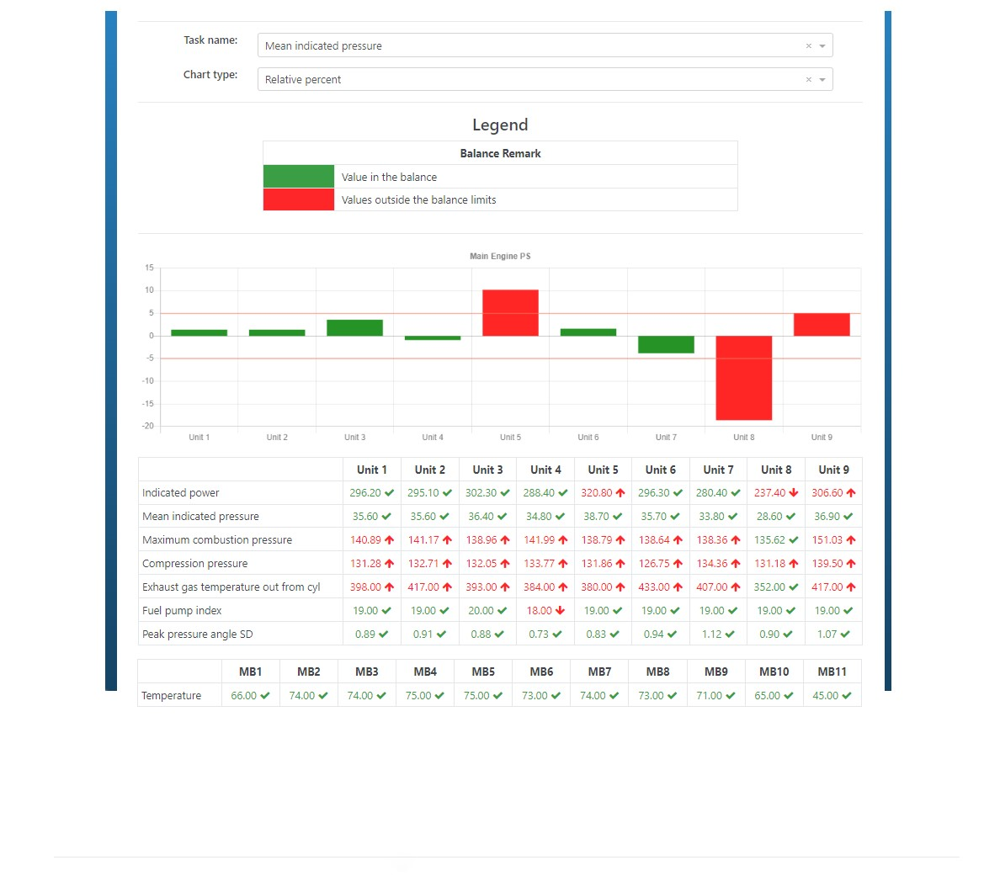 Task name:
Mean indicated pressure × 
Chart type:
Relative percent ×
Legend
Balance Remark
Value in the balance
Values outside the balance limits
Main Engine PS
15
10
5
0
-5
-10
-15
-20
Unit 1 Unit 2 Unit 3 Unit 4 Unit 5 Unit 6 Unit 7 Unit 8 Unit 9
Unit 1 Unit 2 Unit 3 Unit 4 Unit 5 Unit 6 Unit 7 Unit 8 Unit 9
Indicated power 296.20 295.10 302.30 288.40 320.80 296.30 280.40 237.40 306.60
Mean indicated pressure 35.60 35.60 36.40 34.80 38.70 35.70 33.80 28.60 36.90
Maximum combustion pressure 140.89 141.17 138.96 141.99 138.79 138.64 138.36 135.62 151.03
Compression pressure 131.28 132.71 132.05 133.77 131.86 126.75 134.36 131.18 139.50
Exhaust gas temperature out from cyl 398.00 417.00 393.00 384.00 380.00 433.00 407.00 352.00 417.00
Fuel pump index 19.00 19.00 20.00 18.00 19.00 19.00 19.00 19.00 19.00
Peak pressure angle SD 0.89 0.91 0.88 0.73 0.83 0.94 1.12 0.90 1.07
MB1 MB2 MB3 MB4 MB5 MB6 MB7 MB8 MB9 MB10 MB11
Temperature 66.00 74.00 74.00 75.00 75.00 73.00 74.00 73.00 71.00 65.00 45.00